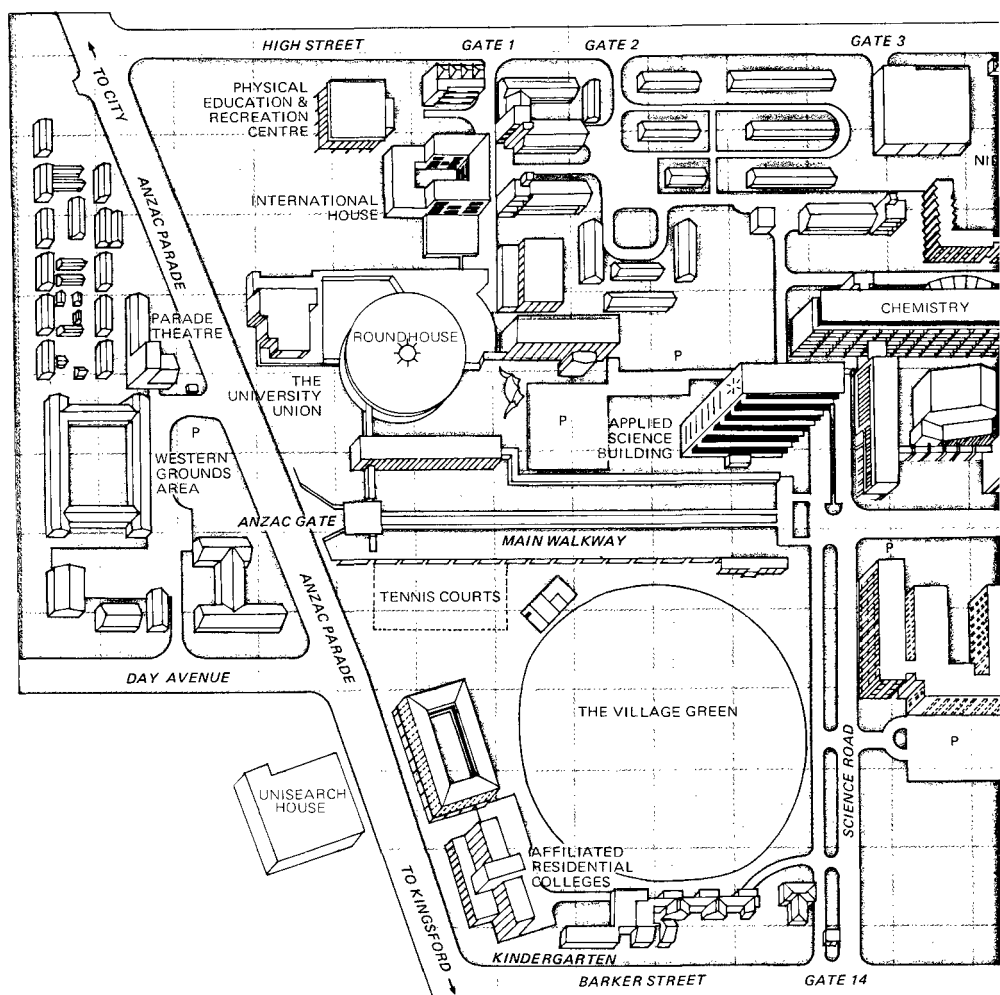 HIGH STREET
GATE 1
GATE 2
GATE 3
TO CITY
PHYSICAL
EDUCATION &
RECREATION
CENTRE
ANZAC PARADE
INTERNATIONAL
HOUSE
PARADE
THEATRE
ROUNDHOUSE
CHEMISTRY
THE
UNIVERSITY
UNION
P
P
P
APPLIED
SCIENCE
BUILDING
WESTERN
GROUNDS
AREA
ANZAC GATE
MAIN WALKWAY
P
TENNIS COURTS
ANZAC PARADE
DAY AVENUE
THE VILLAGE GREEN
P
SCIENCE ROAD
UNISEARCH
HOUSE
AFFILIATED
RESIDENTIAL
COLLEGES
TO KINGSFORD
KINDERGARTEN
BARKER STREET
GATE 14